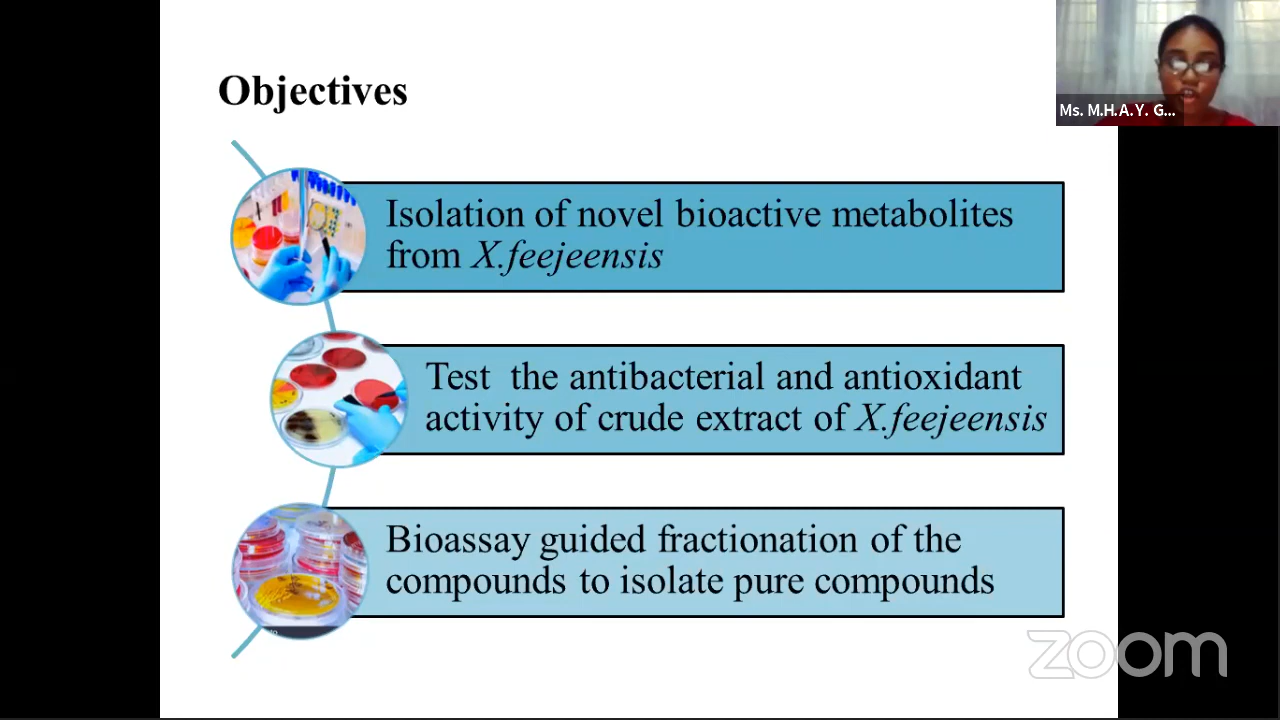 Objectives
Ms. M.H.A.Y. G...
Isolation of novel bioactive metabolites
from X.feejeensis
Test the antibacterial and antioxidant
activity of crude extract of X.feejeensis
Bioassay guided fractionation of the
compounds to isolate pure compounds
zoom